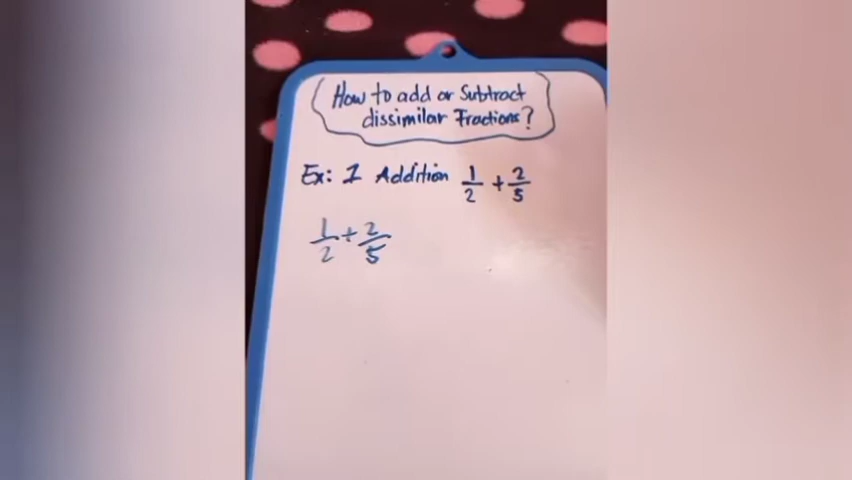 How to add or Subtract
dissimilar Fractions?
Ex: 1 Addition 1/2 + 2/5
1/2 + 2/5